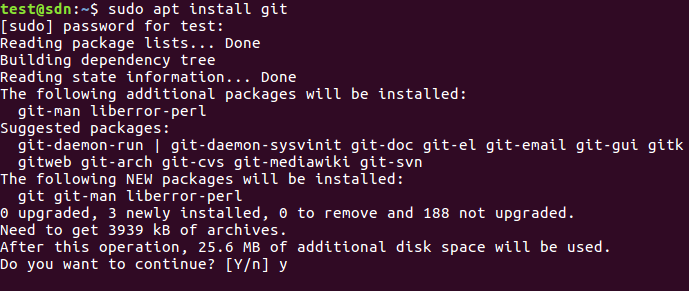 test@sdn:~$ sudo apt install git
[sudo] password for test:
Reading package lists... Done
Building dependency tree
Reading state information... Done
The following additional packages will be installed:
  git-man liberror-perl
Suggested packages:
  git-daemon-run | git-daemon-sysvinit git-doc git-el git-email git-gui gitk
  gitweb git-arch git-cvs git-mediawiki git-svn
The following NEW packages will be installed:
  git git-man liberror-perl
0 upgraded, 3 newly installed, 0 to remove and 188 not upgraded.
Need to get 3939 kB of archives.
After this operation, 25.6 MB of additional disk space will be used.
Do you want to continue? [Y/n] y